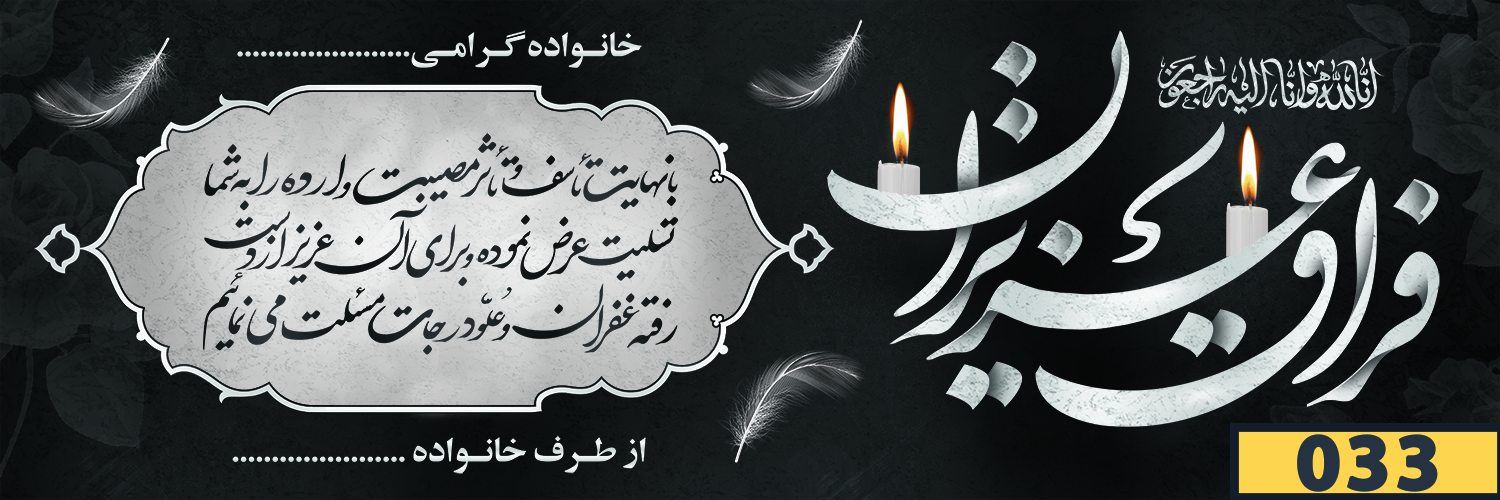 انا لله و انا الیه راجعون
فراق عزیزان
خانواده گرامی......................
با نهایت تأسف و تأثر مصیبت وارده را به شما
تسلیت عرض نموده و برای آن عزیز از دست
رفته غفران و علّو درجات مسئلت می نمائیم
از طرف خانواده ......................
033